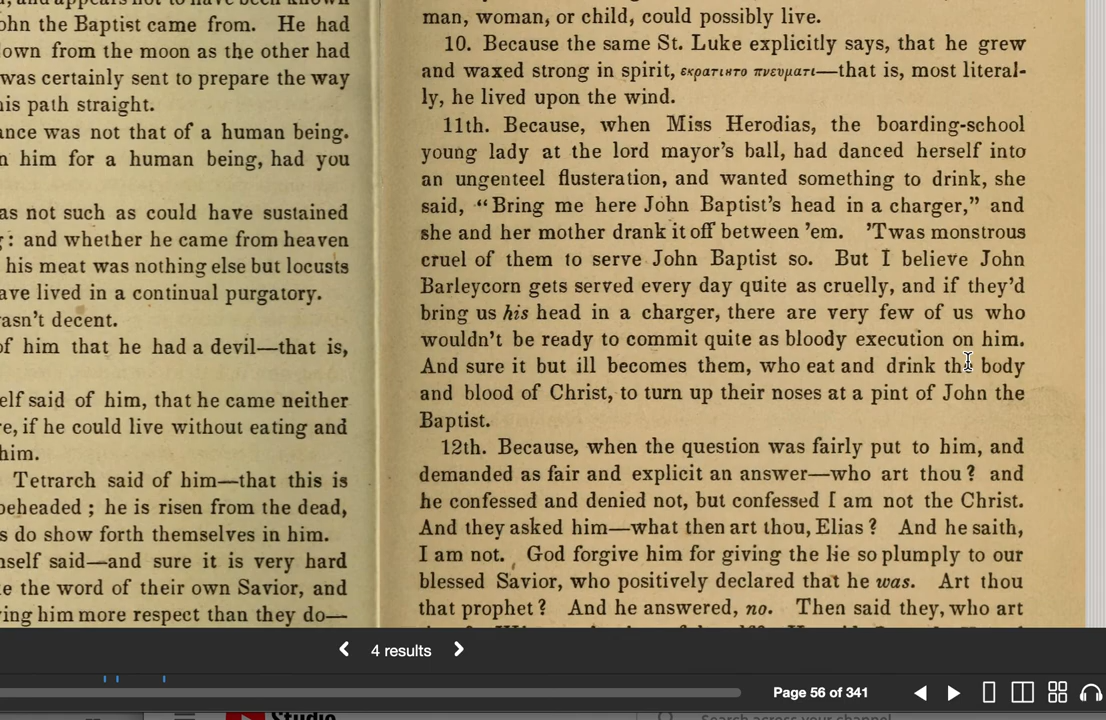 ohn the Baptist came from. He had
own from the moon as the other had
was certainly sent to prepare the way
his path straight.
ance was not that of a human being.
n him for a human being, had you
as not such as could have sustained
: and whether he came from heaven
his meat was nothing else but locusts
ave lived in a continual purgatory.
asn't decent.
of him that he had a devil—that is,
elf said of him, that he came neither
e, if he could live without eating and
him.
Tetrarch said of him—that this is
beheaded ; he is risen from the dead,
s do show forth themselves in him.
nself said—and sure it is very hard
e the word of their own Savior, and
ing him more respect than they do—
man, woman, or child, could possibly live.
10. Because the same St. Luke explicitly says, that he grew
and waxed strong in spirit, εκρατιητο πνευματι—that is, most literal-
ly, he lived upon the wind.
11th. Because, when Miss Herodias, the boarding-school
young lady at the lord mayor's ball, had danced herself into
an ungenteel flusteration, and wanted something to drink, she
said, "Bring me here John Baptist's head in a charger," and
she and her mother drank it off between 'em. 'Twas monstrous
cruel of them to serve John Baptist so. But I believe John
Barleycorn gets served every day quite as cruelly, and if they'd
bring us his head in a charger, there are very few of us who
wouldn't be ready to commit quite as bloody execution on him.
And sure it but ill becomes them, who eat and drink the body
and blood of Christ, to turn up their noses at a pint of John the
Baptist.
12th. Because, when the question was fairly put to him, and
demanded as fair and explicit an answer—who art thou? and
he confessed and denied not, but confessed I am not the Christ.
And they asked him—what then art thou, Elias? And he saith,
I am not. God forgive him for giving the lie so plumply to our
blessed Savior, who positively declared that he was. Art thou
that prophet? And he answered, no. Then said they, who art
4 results
Page 56 of 341
Studio
Search across your channel